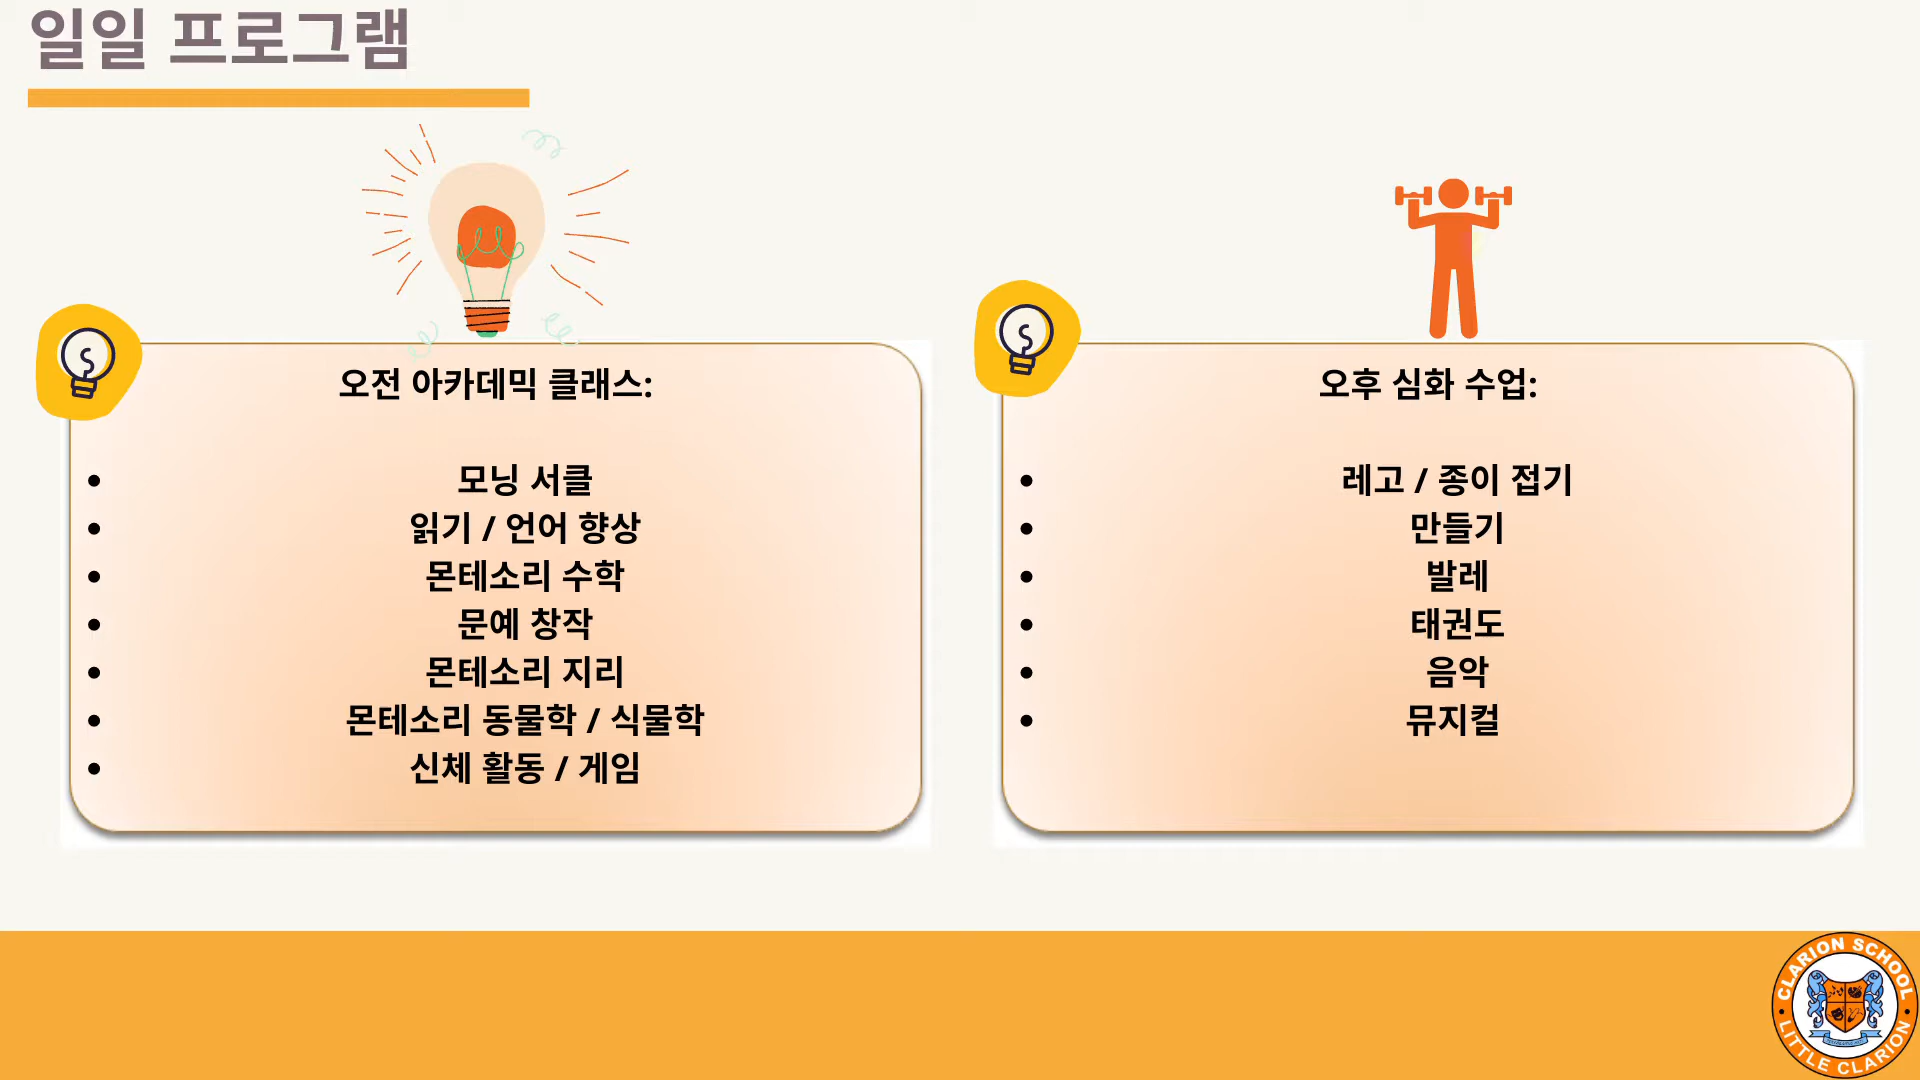 일일 프로그램
오전 아카데믹 클래스:
모닝 서클
읽기 / 언어 향상
몬테소리 수학
문예 창작
몬테소리 지리
몬테소리 동물학 / 식물학
신체 활동 / 게임
오후 심화 수업:
레고 / 종이 접기
만들기
발레
태권도
음악
뮤지컬
CLARION SCHOOL
LITTLE CLARION